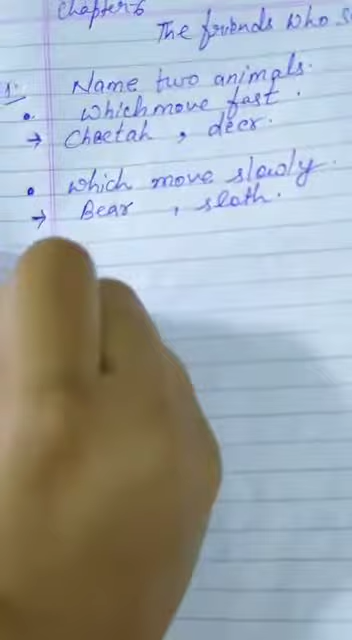 Chapter-6
The friends who
1.
Name two animals.
• which move fast.
→ Cheetah, deer.
• which move slowly.
→ Bear, sloth.